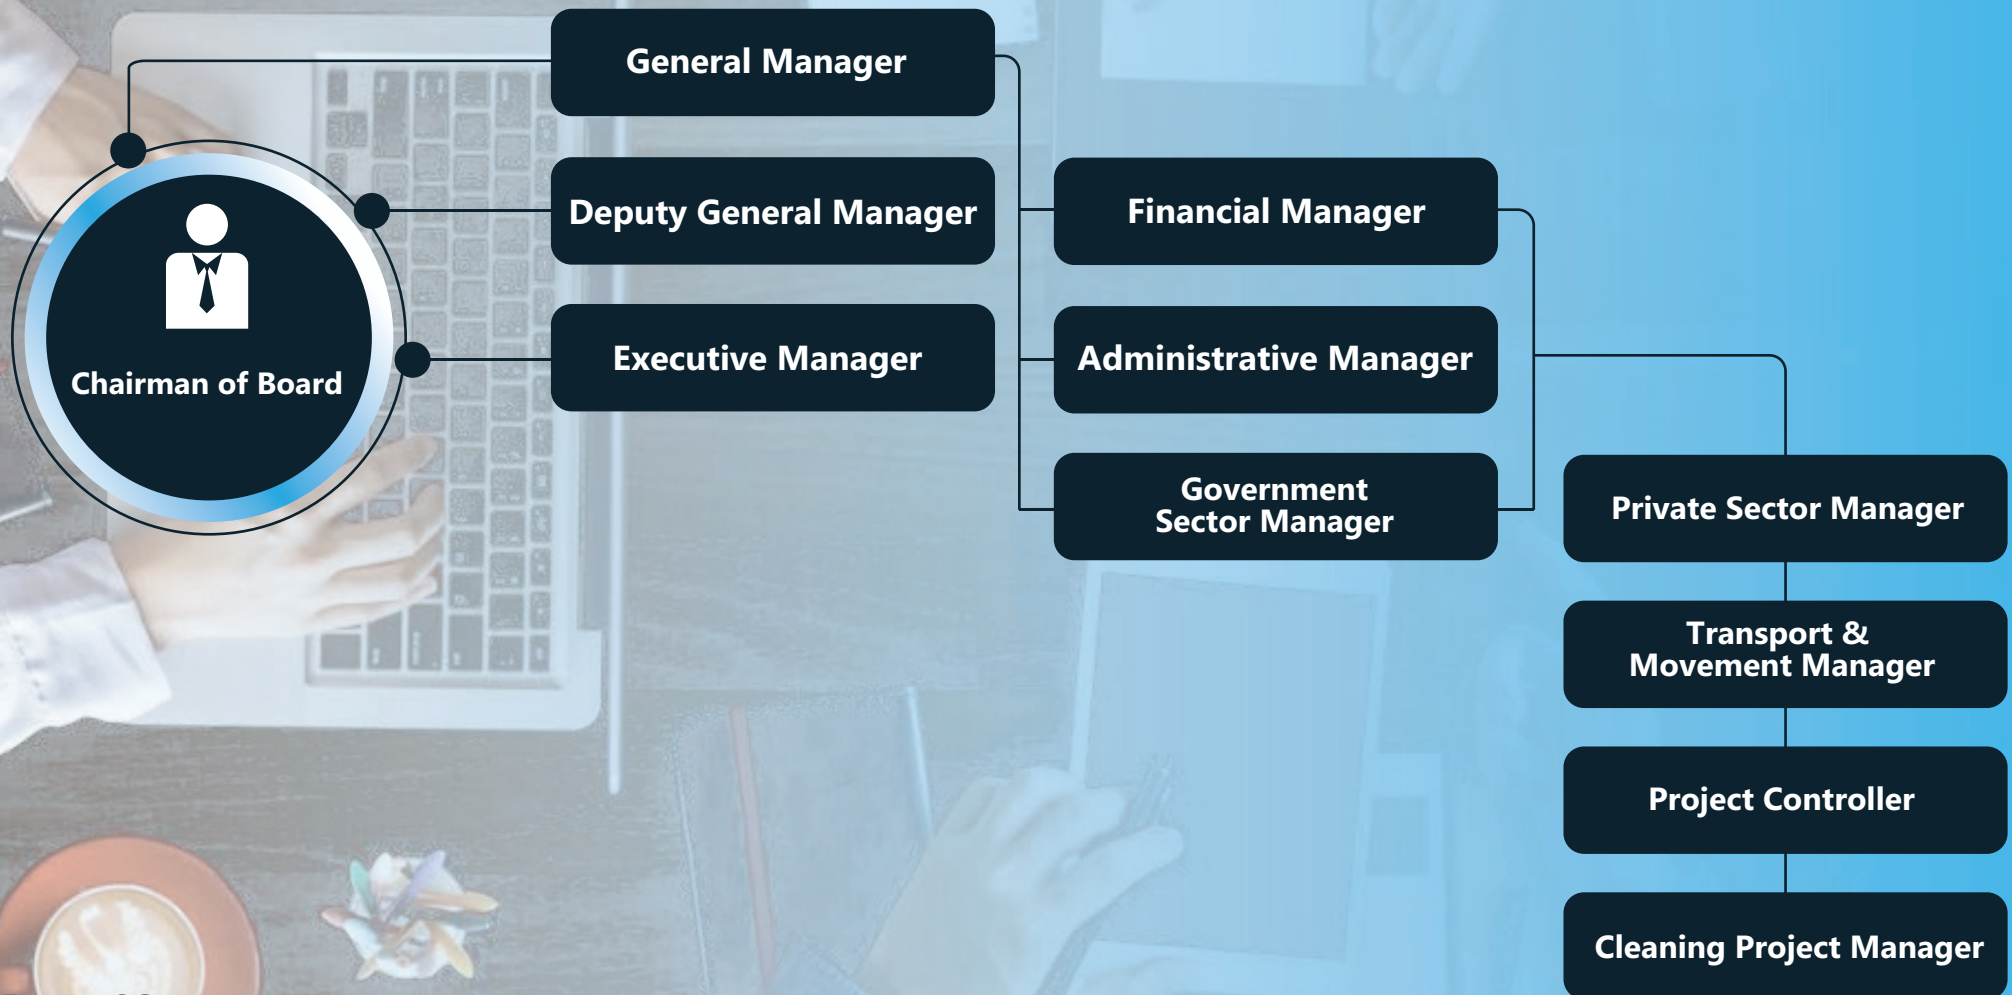 General Manager
Deputy General Manager
Executive Manager
Chairman of Board
Financial Manager
Administrative Manager
Government
Sector Manager
Private Sector Manager
Transport &
Movement Manager
Project Controller
Cleaning Project Manager